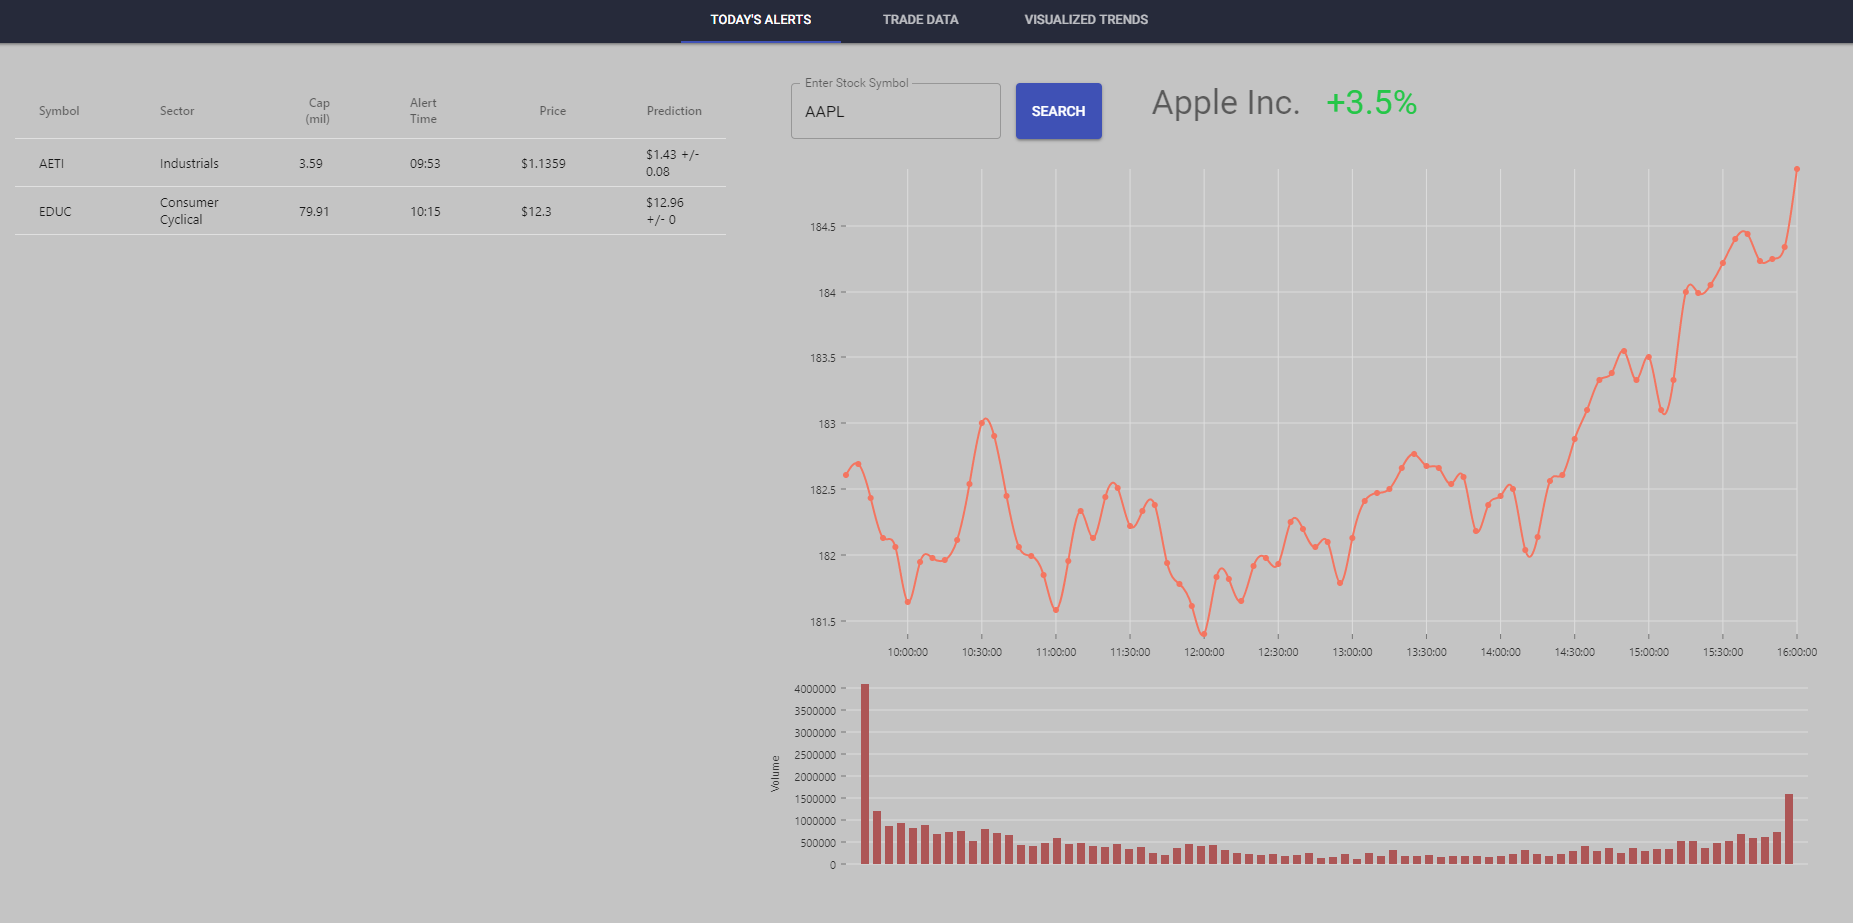 TODAY'S ALERTS TRADE DATA VISUALIZED TRENDS
Symbol Sector Cap (mil) Alert Time Price Prediction
AETI Industrials 3.59 09:53 $1.1359 $1.43 +/- 0.08
EDUC Consumer Cyclical 79.91 10:15 $12.3 $12.96 +/- 0
Enter Stock Symbol
AAPL
SEARCH
Apple Inc. +3.5%
184.5
184
183.5
183
182.5
182
181.5
10:00:00 10:30:00 11:00:00 11:30:00 12:00:00 12:30:00 13:00:00 13:30:00 14:00:00 14:30:00 15:00:00 15:30:00 16:00:00
Volume
4000000
3500000
3000000
2500000
2000000
1500000
1000000
500000
0